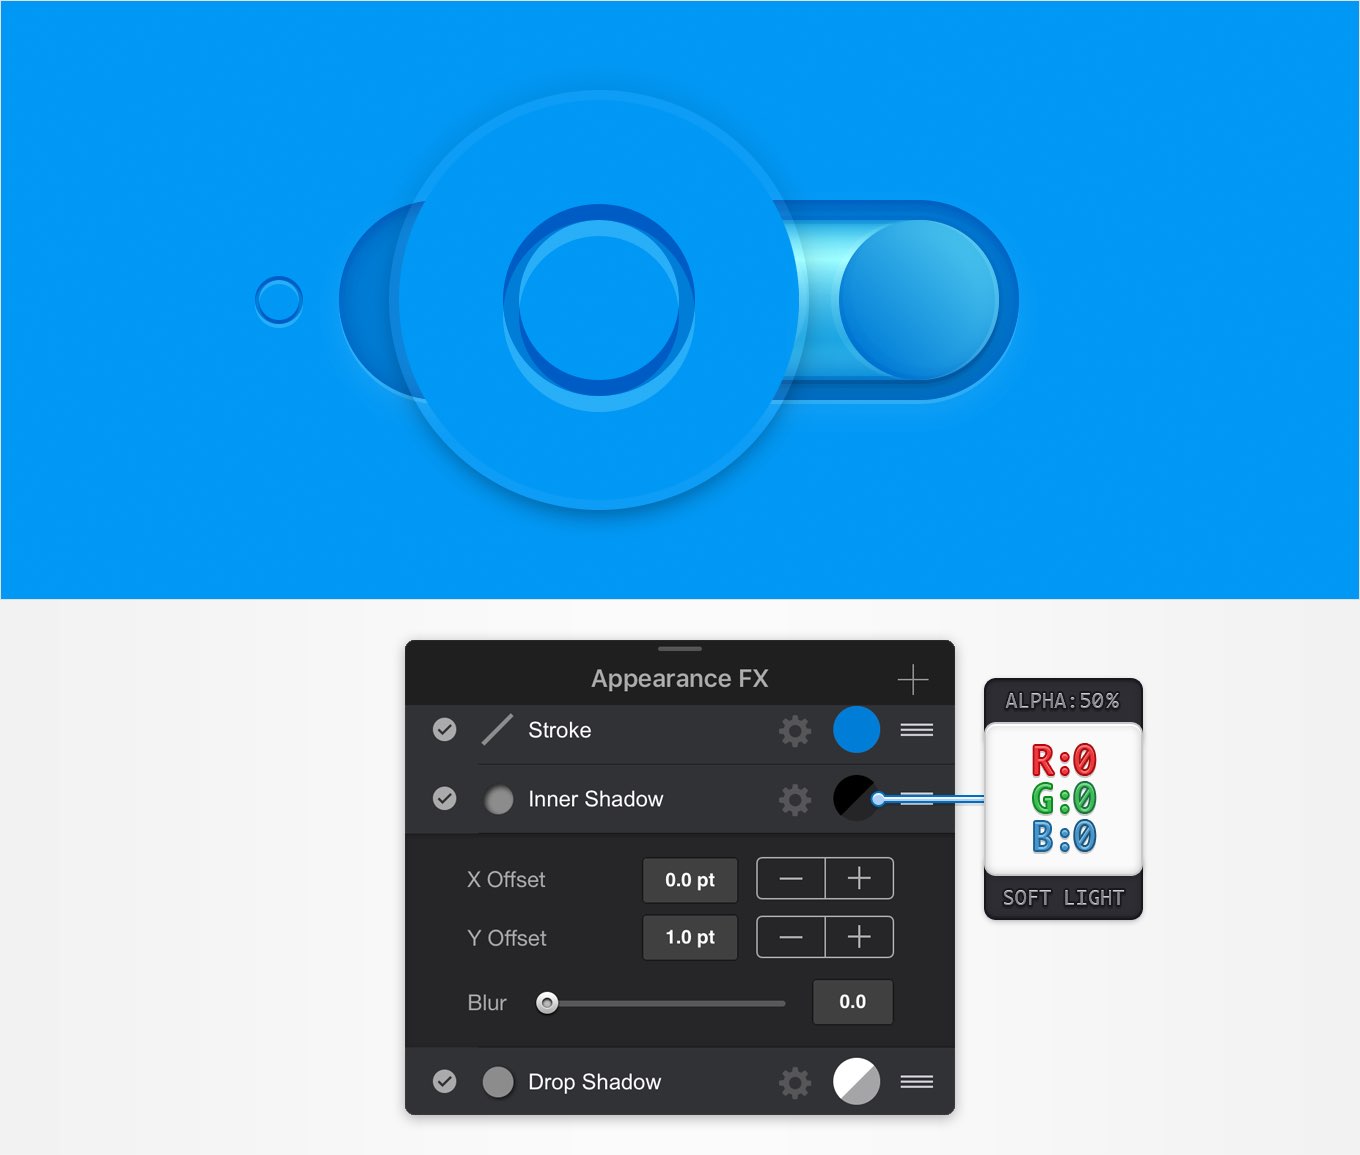 Appearance FX
Stroke
Inner Shadow
X Offset 0.0 pt
Y Offset 1.0 pt
Blur 0.0
Drop Shadow
ALPHA:50%
R:0
G:0
B:0
SOFT LIGHT